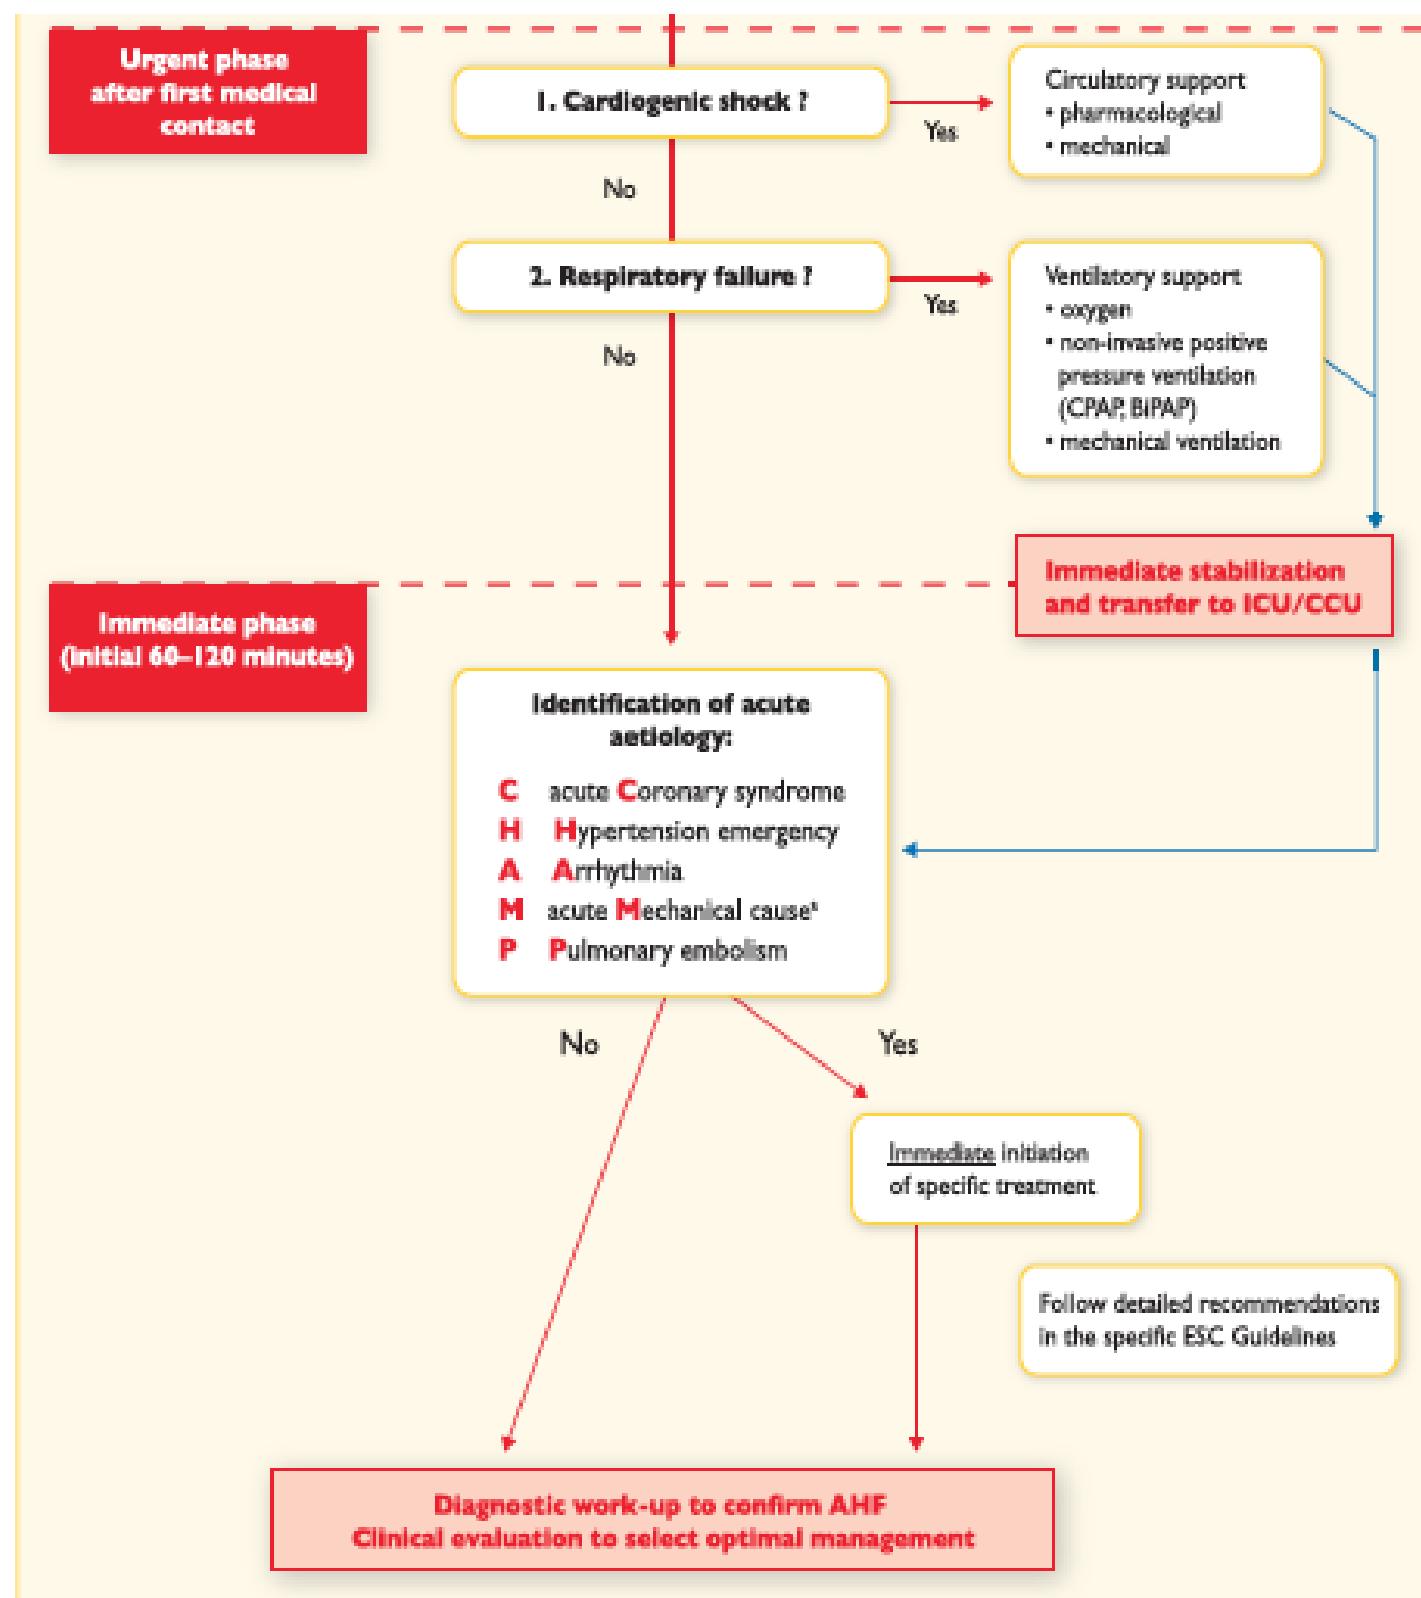 Urgent phase
after first medical
contact
1. Cardiogenic shock ?
Yes
Circulatory support
• pharmacological
• mechanical
No
2. Respiratory failure ?
Yes
Ventilatory support
• oxygen
• non-invasive positive
pressure ventilation
(CPAP, BiPAP)
• mechanical ventilation
No
Immediate stabilization
and transfer to ICU/CCU
Immediate phase
(initial 60–120 minutes)
Identification of acute
aetiology:
C acute Coronary syndrome
H Hypertension emergency
A Arrhythmia
M acute Mechanical causeᵃ
P Pulmonary embolism
No
Yes
Immediate initiation
of specific treatment
Follow detailed recommendations
in the specific ESC Guidelines
Diagnostic work-up to confirm AHF
Clinical evaluation to select optimal management